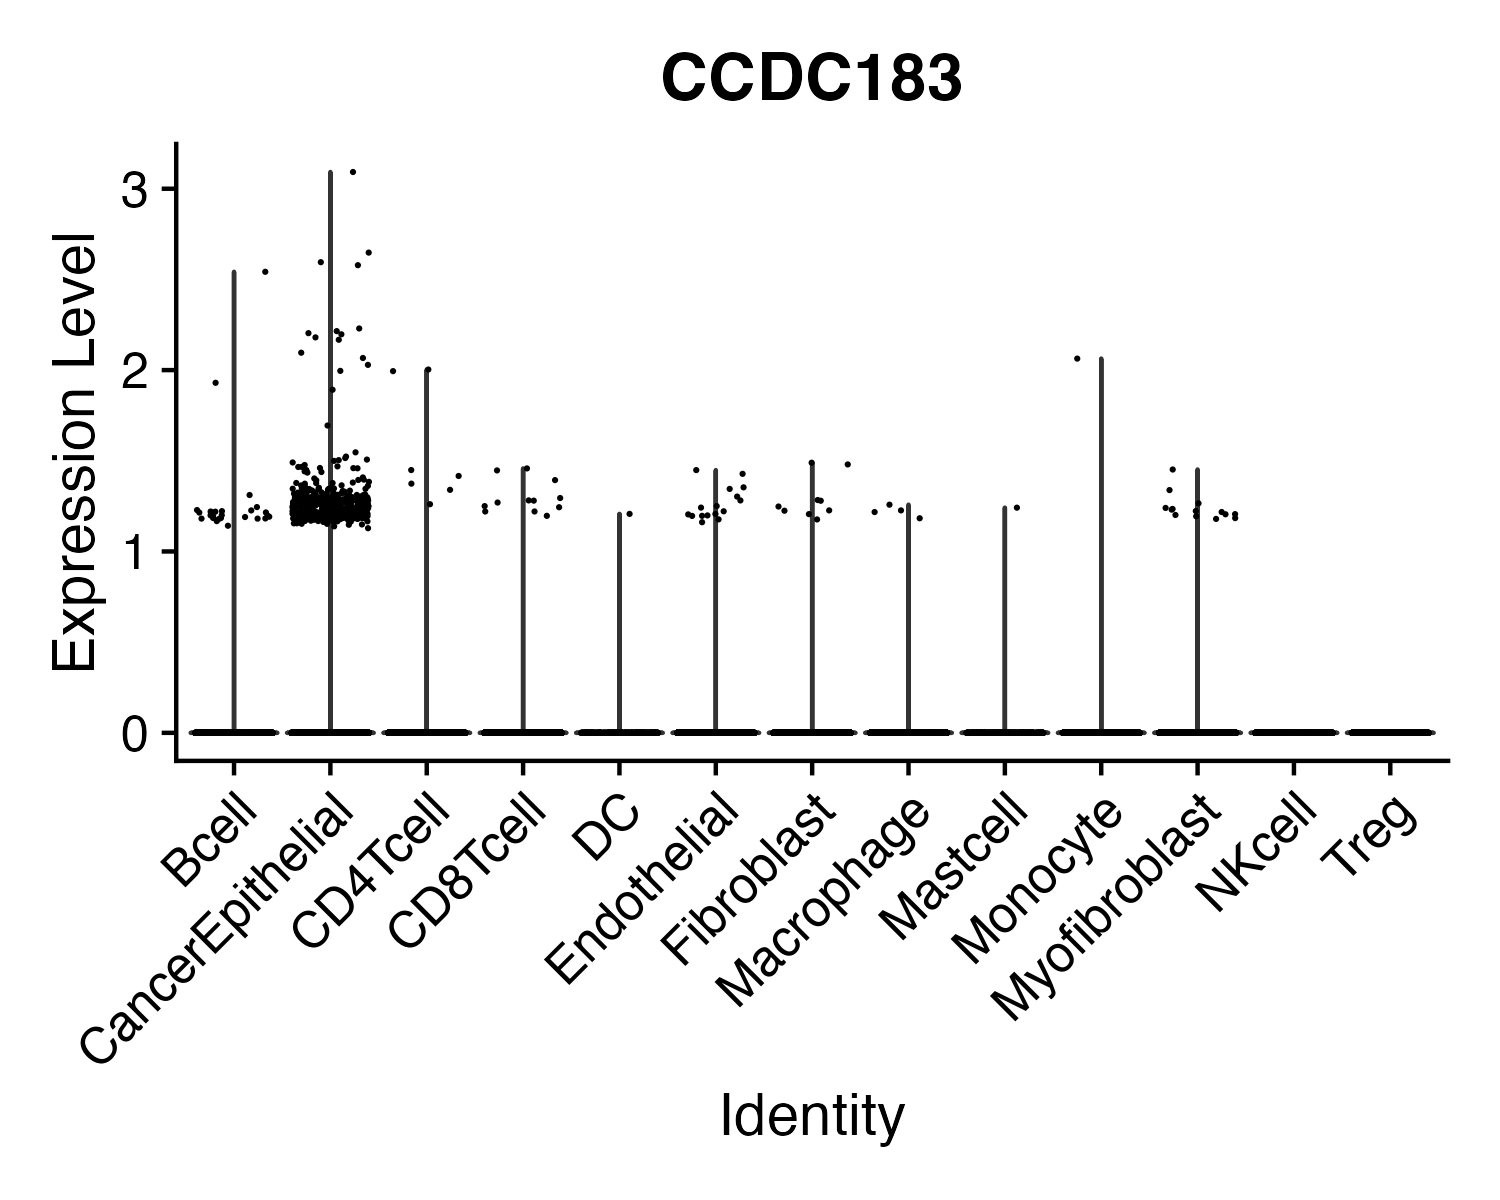 CCDC183
3
2
1
0
Expression Level
Bcell
CancerEpithelial
CD4Tcell
CD8Tcell
DC
Endothelial
Fibroblast
Macrophage
Mastcell
Monocyte
Myofibroblast
NKcell
Treg
Identity